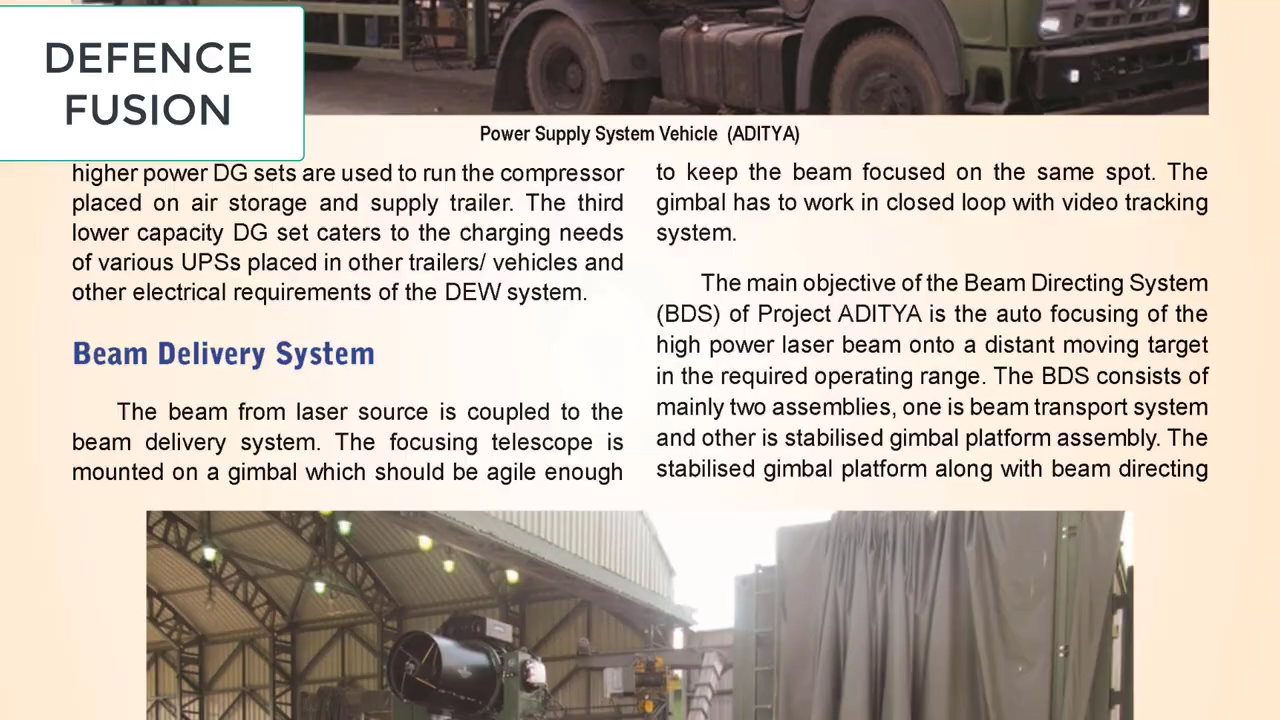 DEFENCE
FUSION
Power Supply System Vehicle (ADITYA)
higher power DG sets are used to run the compressor
placed on air storage and supply trailer. The third
lower capacity DG set caters to the charging needs
of various UPSs placed in other trailers/ vehicles and
other electrical requirements of the DEW system.
Beam Delivery System
The beam from laser source is coupled to the
beam delivery system. The focusing telescope is
mounted on a gimbal which should be agile enough
to keep the beam focused on the same spot. The
gimbal has to work in closed loop with video tracking
system.
The main objective of the Beam Directing System
(BDS) of Project ADITYA is the auto focusing of the
high power laser beam onto a distant moving target
in the required operating range. The BDS consists of
mainly two assemblies, one is beam transport system
and other is stabilised gimbal platform assembly. The
stabilised gimbal platform along with beam directing